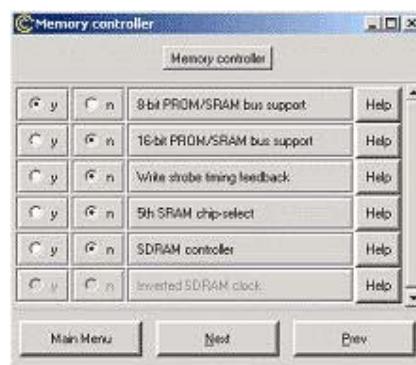 Memory controller
Memory controller
y n 8-bit PROM/SRAM bus support Help
y n 16-bit PROM/SRAM bus support Help
y n Write strobe timing feedback Help
y n 5th SRAM chip-select Help
y n SDRAM controller Help
y n Inverted SDRAM clock Help
Main Menu Next Prev